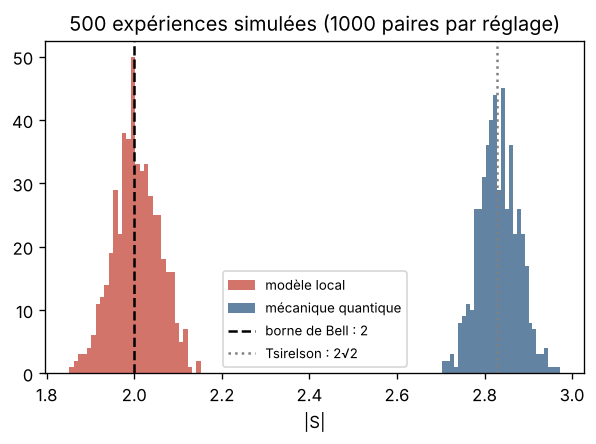 500 expériences simulées (1000 paires par réglage)
50
40
30
20
10
0
modèle local
mécanique quantique
borne de Bell : 2
Tsirelson : 2√2
1.8 2.0 2.2 2.4 2.6 2.8 3.0
|S|